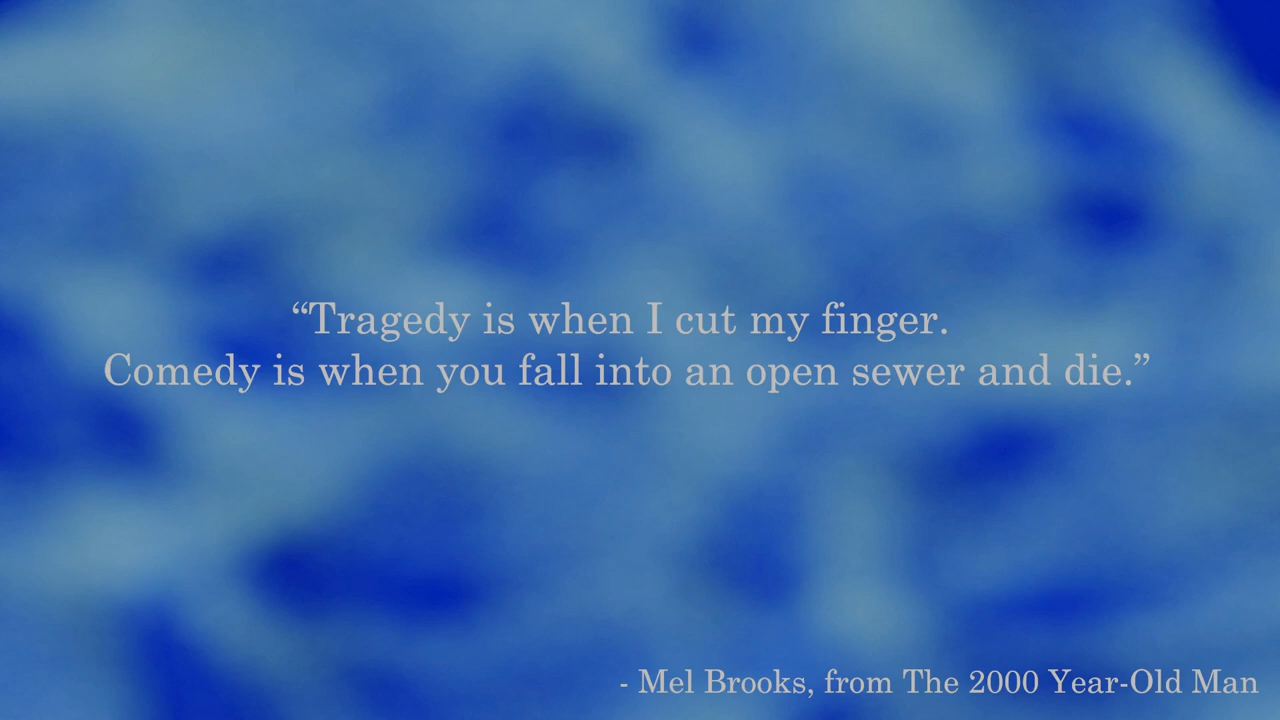 “Tragedy is when I cut my finger.
Comedy is when you fall into an open sewer and die.”
- Mel Brooks, from The 2000 Year-Old Man